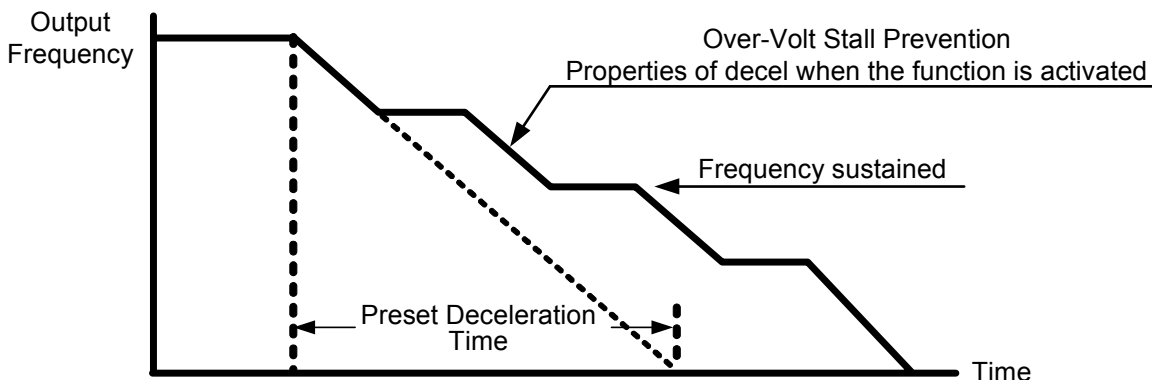 Output
Frequency
Over-Volt Stall Prevention
Properties of decel when the function is activated
Frequency sustained
Preset Deceleration
Time
Time